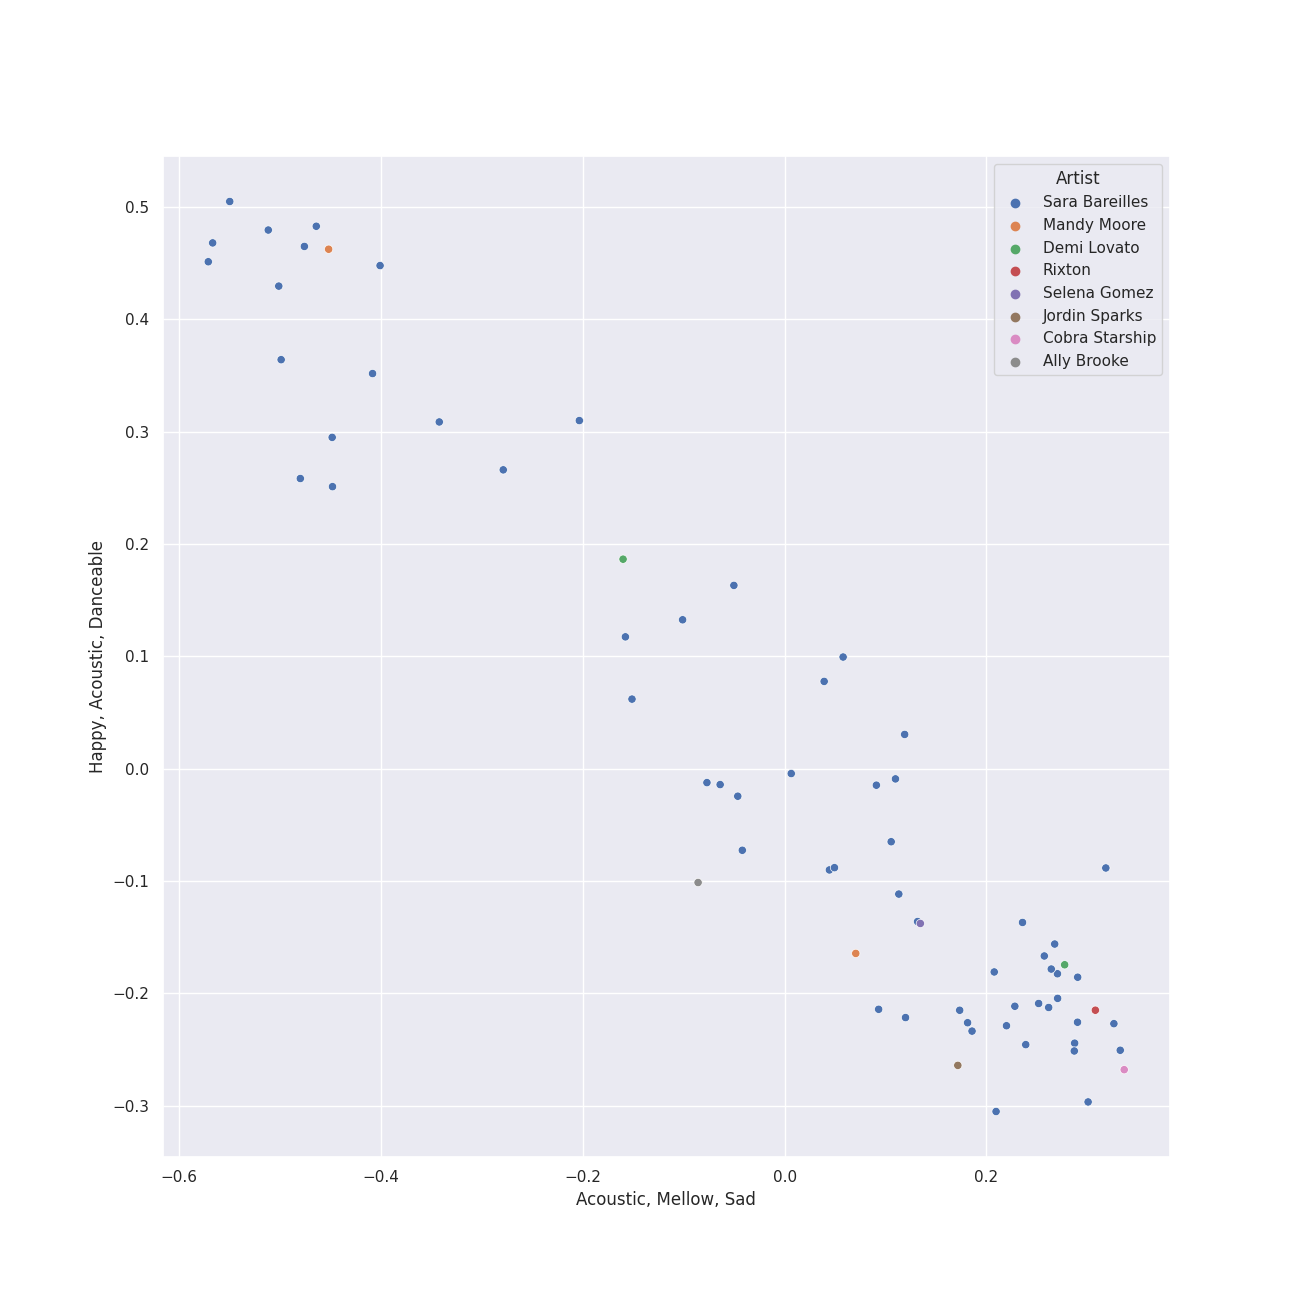 Artist
Sara Bareilles
Mandy Moore
Demi Lovato
Rixton
Selena Gomez
Jordin Sparks
Cobra Starship
Ally Brooke
0.5
0.4
0.3
0.2
0.1
0.0
−0.1
−0.2
−0.3
Happy, Acoustic, Danceable
−0.6 −0.4 −0.2 0.0 0.2
Acoustic, Mellow, Sad